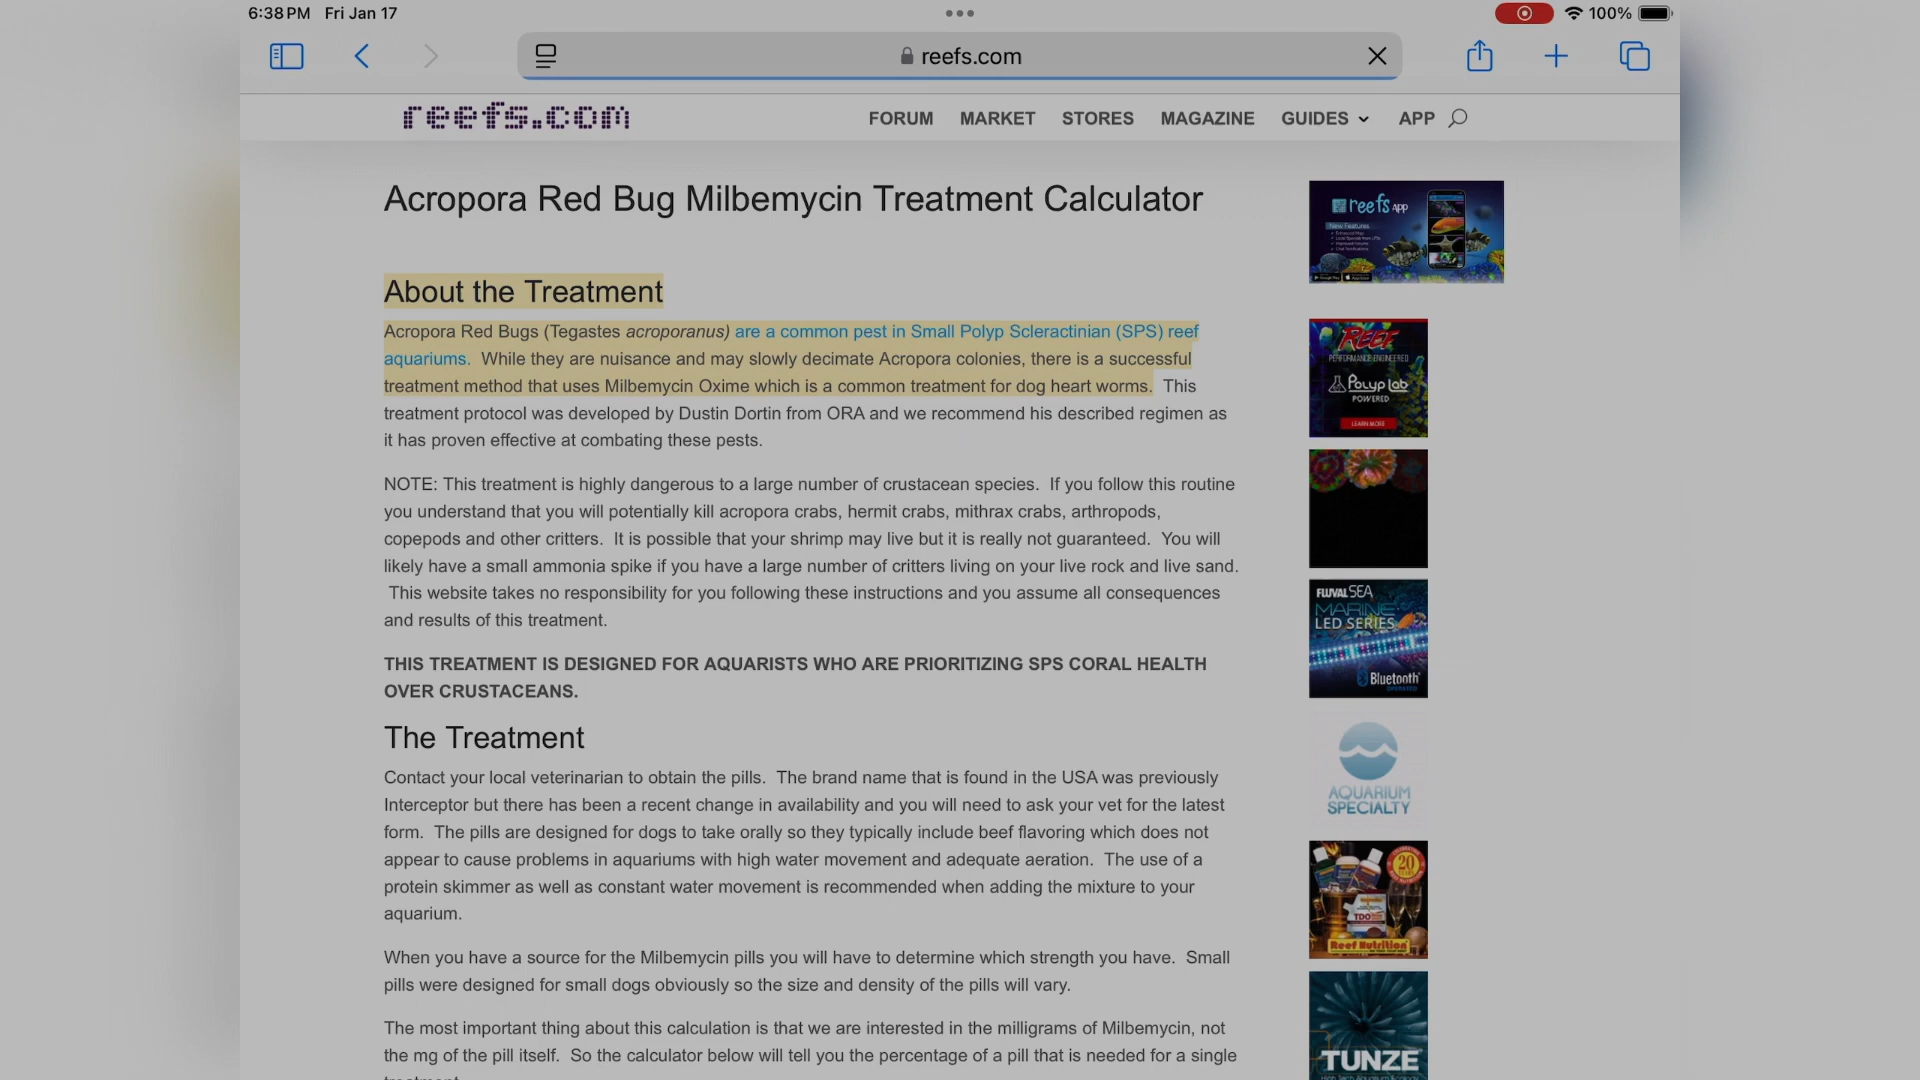 6:38 PM Fri Jan 17
100%
reefs.com
reefs.com
FORUM MARKET STORES MAGAZINE GUIDES APP
Acropora Red Bug Milbemycin Treatment Calculator
About the Treatment
Acropora Red Bugs (Tegastes acroporanus) are a common pest in Small Polyp Scleractinian (SPS) reef
aquariums. While they are nuisance and may slowly decimate Acropora colonies, there is a successful
treatment method that uses Milbemycin Oxime which is a common treatment for dog heart worms. This
treatment protocol was developed by Dustin Dortin from ORA and we recommend his described regimen as
it has proven effective at combating these pests.
NOTE: This treatment is highly dangerous to a large number of crustacean species. If you follow this routine
you understand that you will potentially kill acropora crabs, hermit crabs, mithrax crabs, arthropods,
copepods and other critters. It is possible that your shrimp may live but it is really not guaranteed. You will
likely have a small ammonia spike if you have a large number of critters living on your live rock and live sand.
This website takes no responsibility for you following these instructions and you assume all consequences
and results of this treatment.
THIS TREATMENT IS DESIGNED FOR AQUARISTS WHO ARE PRIORITIZING SPS CORAL HEALTH
OVER CRUSTACEANS.
The Treatment
Contact your local veterinarian to obtain the pills. The brand name that is found in the USA was previously
Interceptor but there has been a recent change in availability and you will need to ask your vet for the latest
form. The pills are designed for dogs to take orally so they typically include beef flavoring which does not
appear to cause problems in aquariums with high water movement and adequate aeration. The use of a
protein skimmer as well as constant water movement is recommended when adding the mixture to your
aquarium.
When you have a source for the Milbemycin pills you will have to determine which strength you have. Small
pills were designed for small dogs obviously so the size and density of the pills will vary.
The most important thing about this calculation is that we are interested in the milligrams of Milbemycin, not
the mg of the pill itself. So the calculator below will tell you the percentage of a pill that is needed for a single
reefs APP
New Features
REEF
PERFORMANCE ENGINEERED
Polyp Lab
POWERED
LEARN MORE
FLUVAL SEA
MARINE
LED SERIES
Bluetooth
AQUARIUM
SPECIALTY
20
TDO
Reef Nutrition
TUNZE